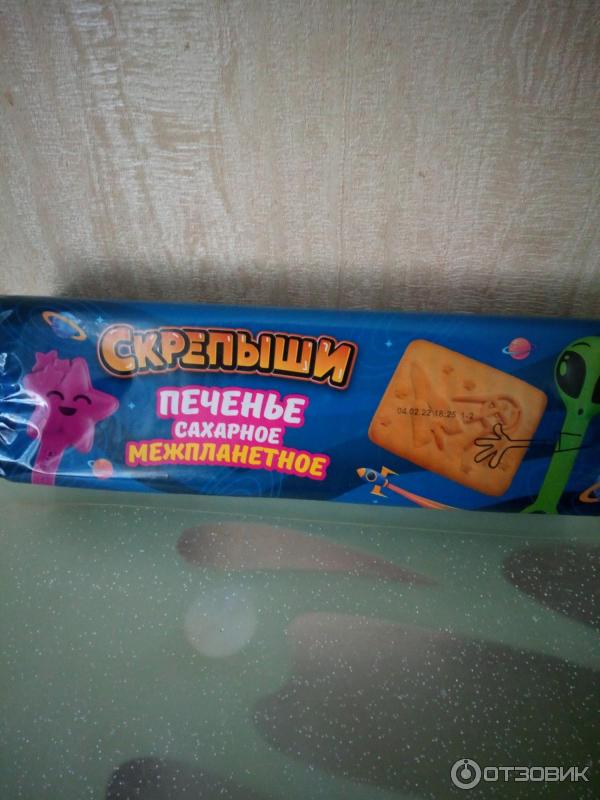 СКРЕПЫШИ
ПЕЧЕНЬЕ
САХАРНОЕ
МЕЖПЛАНЕТНОЕ
04.02.22 18:25 1-2
ОТЗОВИК